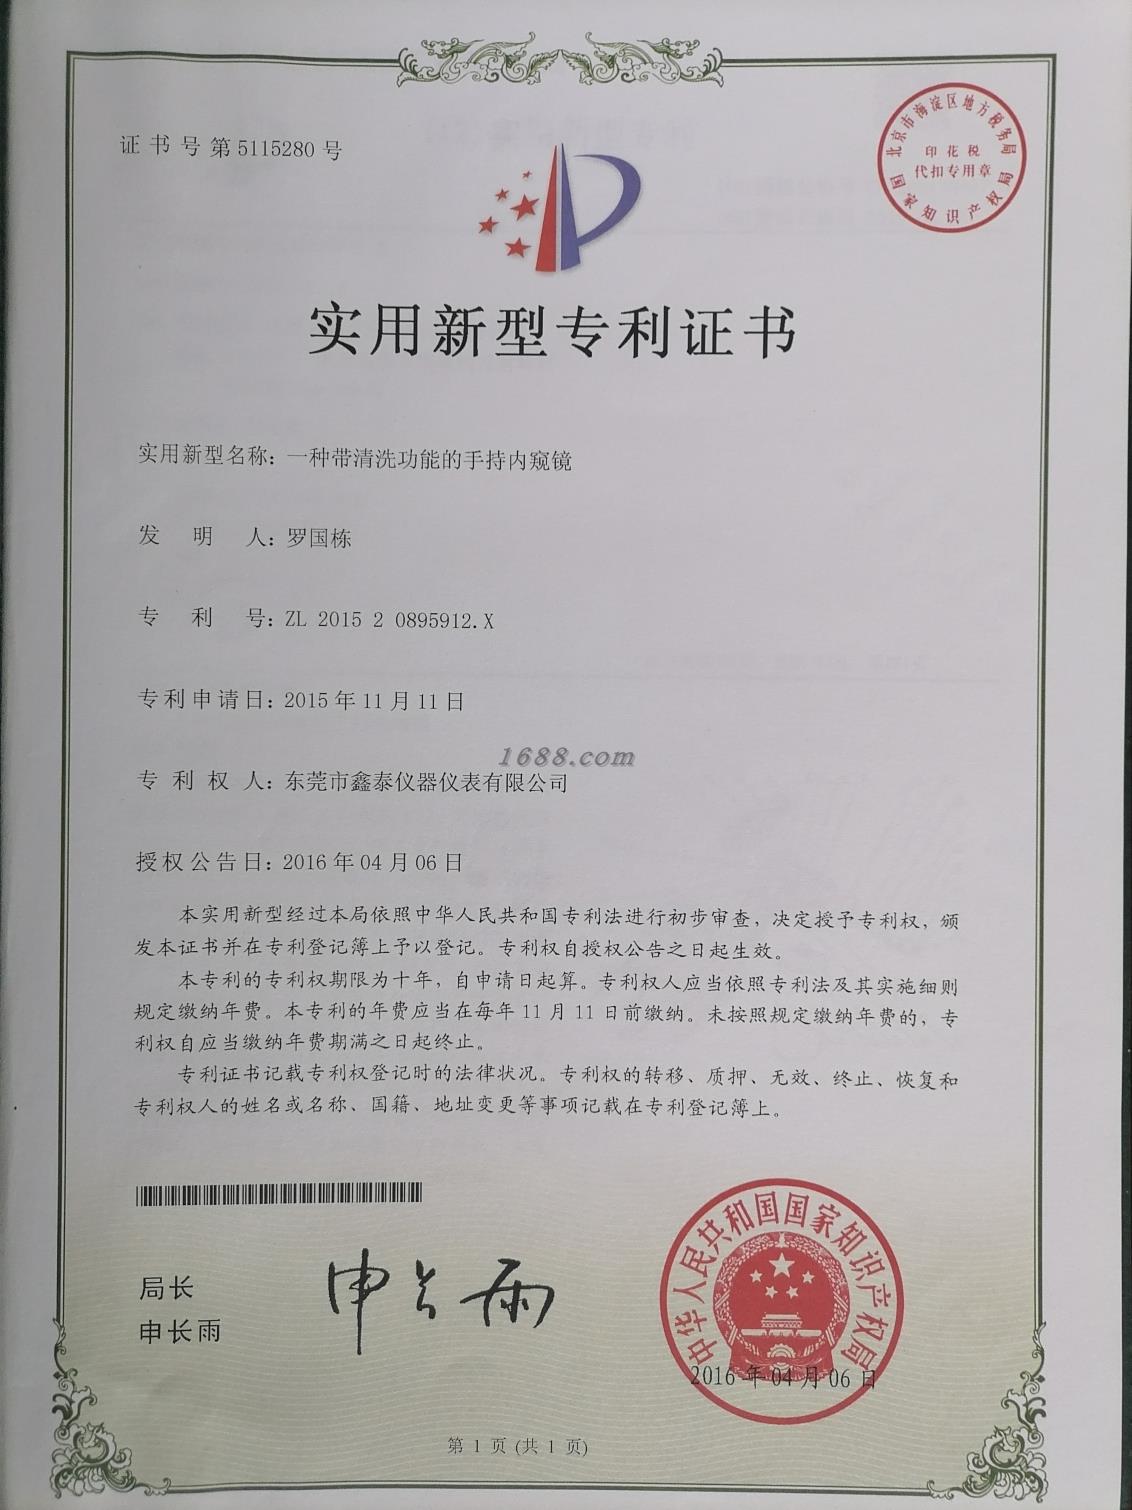 证书号第5115280号
北京市海淀区地方税务局
印花税
代扣专用章
国家知识产权局
实用新型专利证书
实用新型名称：一种带清洗功能的手持内窥镜
发明人：罗国栋
专利号：ZL 2015 2 0895912.X
专利申请日：2015年11月11日
1688.com
专利权人：东莞市鑫泰仪器仪表有限公司
授权公告日：2016年04月06日
本实用新型经过本局依照中华人民共和国专利法进行初步审查，决定授予专利权，颁
发本证书并在专利登记簿上予以登记。专利权自授权公告之日起生效。
本专利的专利权期限为十年，自申请日起算。专利权人应当依照专利法及其实施细则
规定缴纳年费。本专利的年费应当在每年11月11日前缴纳。未按照规定缴纳年费的，专
利权自应当缴纳年费期满之日起终止。
专利证书记载专利权登记时的法律状况。专利权的转移、质押、无效、终止、恢复和
专利权人的姓名或名称、国籍、地址变更等事项记载在专利登记簿上。
局长
申长雨
申长雨
中华人民共和国国家知识产权局
2016年04月06日
第1页(共1页)